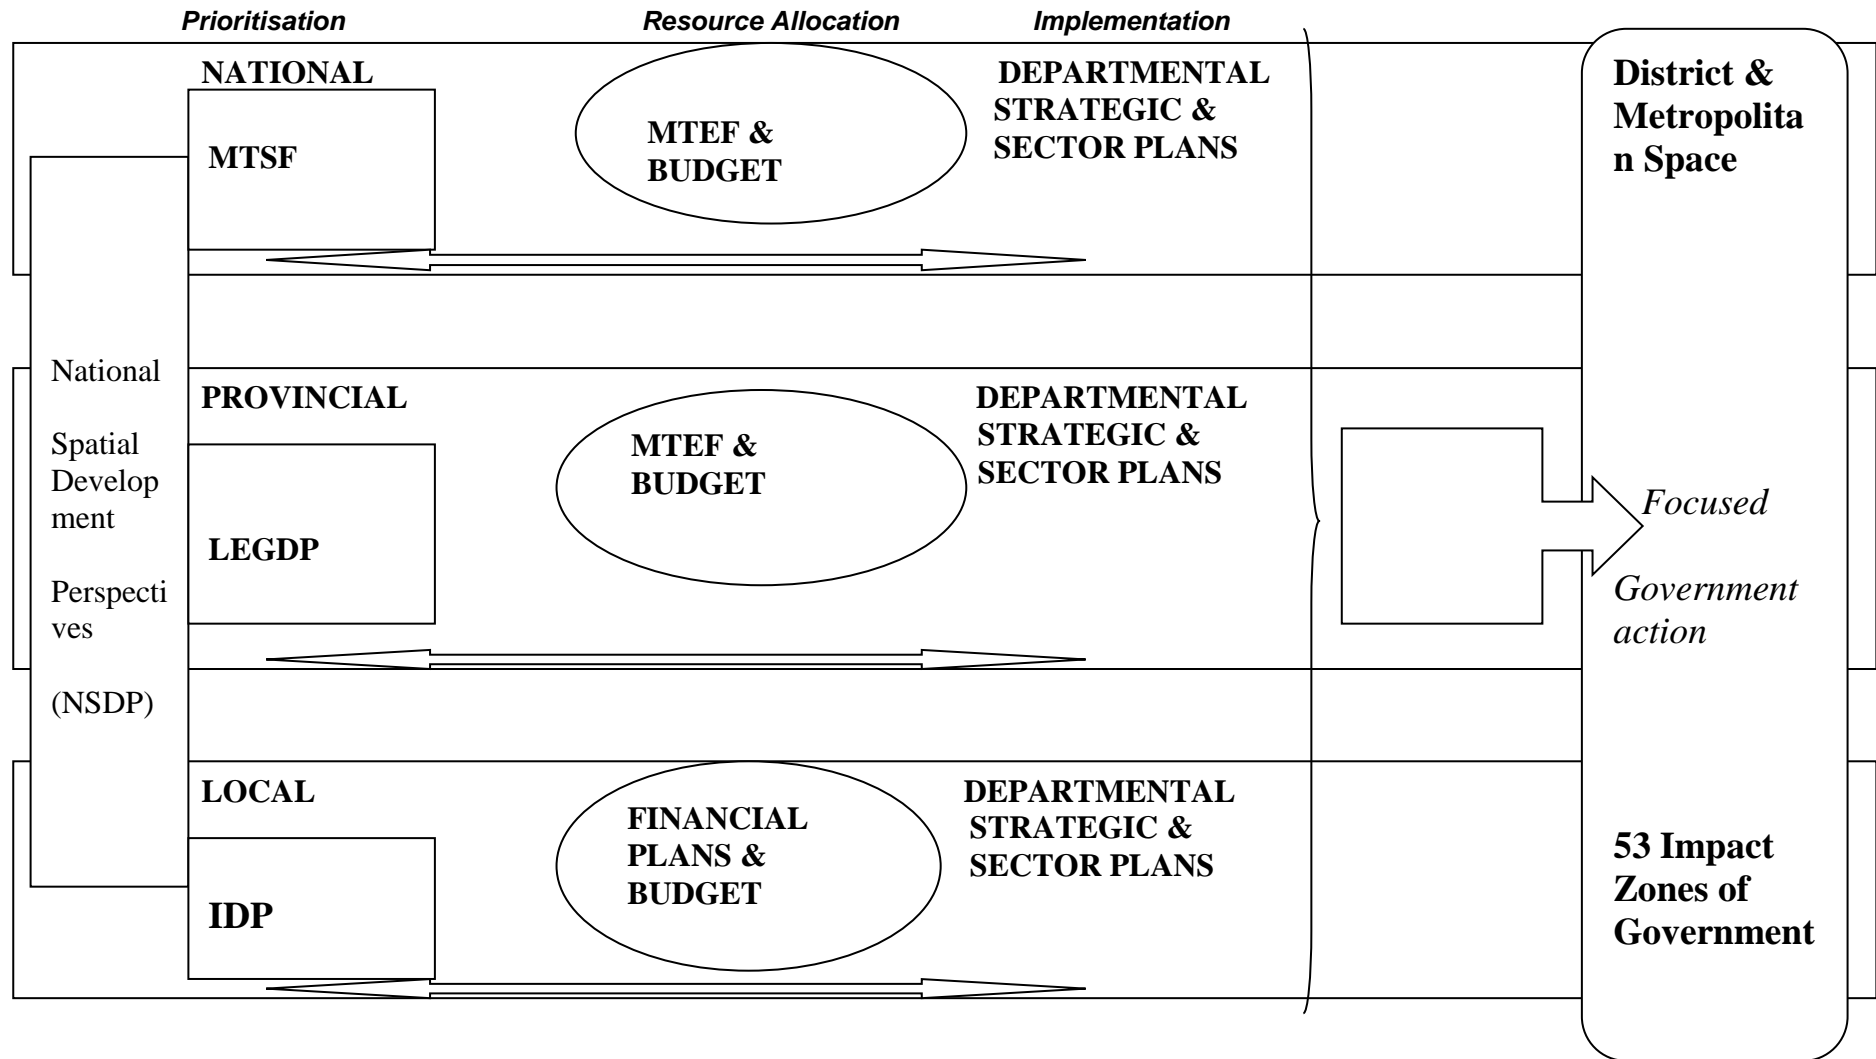 Prioritisation
Resource Allocation
Implementation
NATIONAL
MTSF
MTEF &
BUDGET
DEPARTMENTAL
STRATEGIC &
SECTOR PLANS
National
Spatial
Develop
ment
Perspecti
ves
(NSDP)
PROVINCIAL
LEGDP
MTEF &
BUDGET
DEPARTMENTAL
STRATEGIC &
SECTOR PLANS
LOCAL
IDP
FINANCIAL
PLANS &
BUDGET
DEPARTMENTAL
STRATEGIC &
SECTOR PLANS
District &
Metropolita
n Space
Focused
Government
action
53 Impact
Zones of
Government